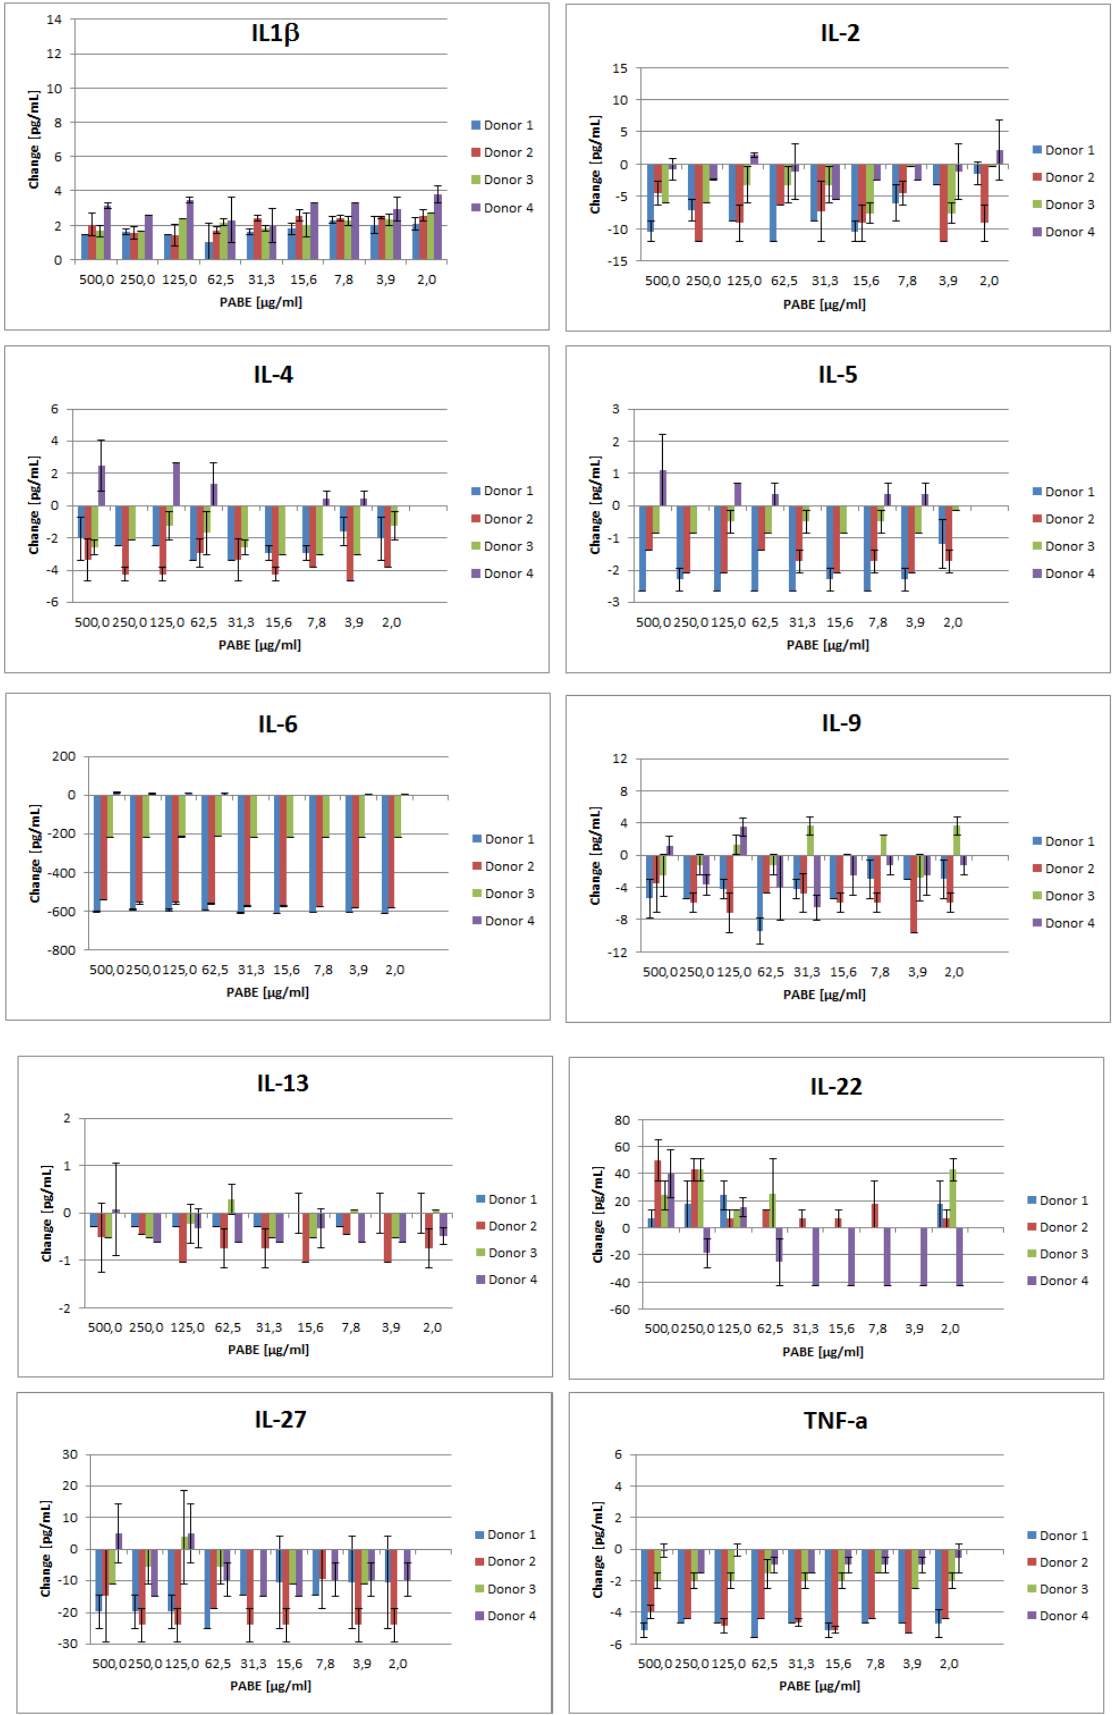 IL1β
14
12
10
8
6
4
2
0
Change [pg/mL]
500,0 250,0 125,0 62,5 31,3 15,6 7,8 3,9 2,0
PABE [µg/ml]
Donor 1
Donor 2
Donor 3
Donor 4
IL-2
15
10
5
0
-5
-10
-15
Change [pg/mL]
500,0 250,0 125,0 62,5 31,3 15,6 7,8 3,9 2,0
PABE [µg/ml]
Donor 1
Donor 2
Donor 3
Donor 4
IL-4
6
4
2
0
-2
-4
-6
Change [pg/mL]
500,0 250,0 125,0 62,5 31,3 15,6 7,8 3,9 2,0
PABE [µg/ml]
Donor 1
Donor 2
Donor 3
Donor 4
IL-5
3
2
1
0
-1
-2
-3
Change [pg/mL]
500,0 250,0 125,0 62,5 31,3 15,6 7,8 3,9 2,0
PABE [µg/ml]
Donor 1
Donor 2
Donor 3
Donor 4
IL-6
200
0
-200
-400
-600
-800
Change [pg/mL]
500,0 250,0 125,0 62,5 31,3 15,6 7,8 3,9 2,0
PABE [µg/ml]
Donor 1
Donor 2
Donor 3
Donor 4
IL-9
12
8
4
0
-4
-8
-12
Change [pg/mL]
500,0 250,0 125,0 62,5 31,3 15,6 7,8 3,9 2,0
PABE [µg/ml]
Donor 1
Donor 2
Donor 3
Donor 4
IL-13
2
1
0
-1
-2
Change [pg/mL]
500,0 250,0 125,0 62,5 31,3 15,6 7,8 3,9 2,0
PABE [µg/ml]
Donor 1
Donor 2
Donor 3
Donor 4
IL-22
80
60
40
20
0
-20
-40
-60
Change [pg/mL]
500,0 250,0 125,0 62,5 31,3 15,6 7,8 3,9 2,0
PABE [µg/ml]
Donor 1
Donor 2
Donor 3
Donor 4
IL-27
30
20
10
0
-10
-20
-30
Change [pg/mL]
500,0 250,0 125,0 62,5 31,3 15,6 7,8 3,9 2,0
PABE [µg/ml]
Donor 1
Donor 2
Donor 3
Donor 4
TNF-a
6
4
2
0
-2
-4
-6
Change [pg/mL]
500,0 250,0 125,0 62,5 31,3 15,6 7,8 3,9 2,0
PABE [µg/ml]
Donor 1
Donor 2
Donor 3
Donor 4